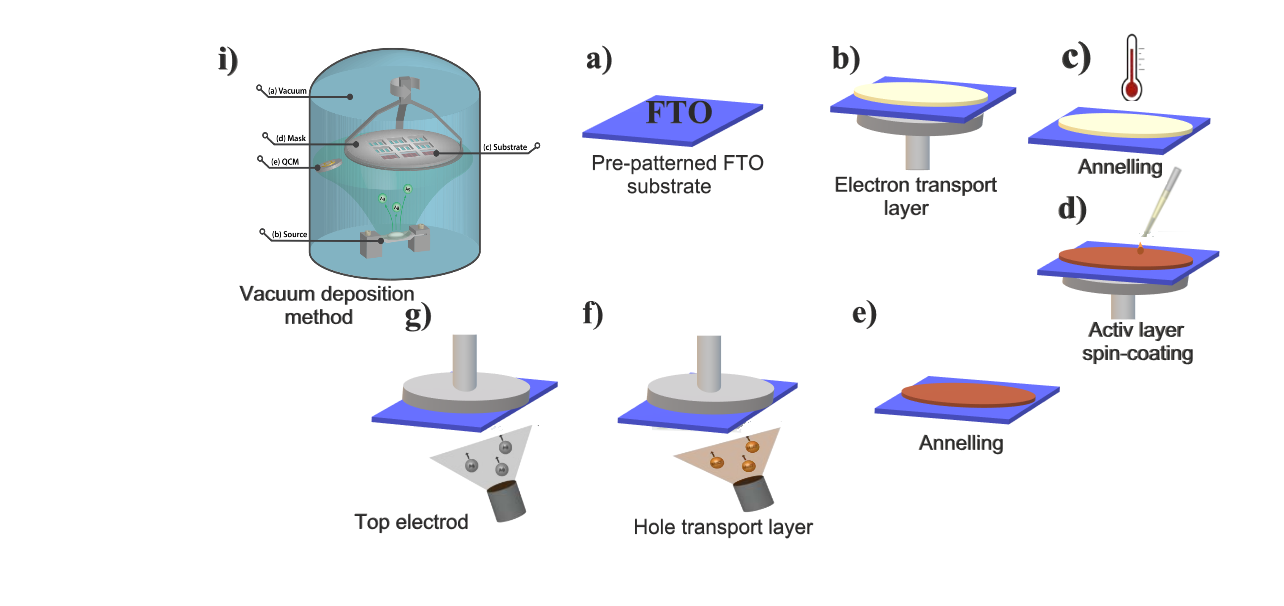 i)
(a) Vacuum
(d) Mask
(e) QCM
(c) Substrate
(b) Source
Vacuum deposition
method
a)
FTO
Pre-patterned FTO
substrate
b)
Electron transport
layer
c)
Annelling
d)
Activ layer
spin-coating
e)
Annelling
f)
Hole transport layer
g)
Top electrod